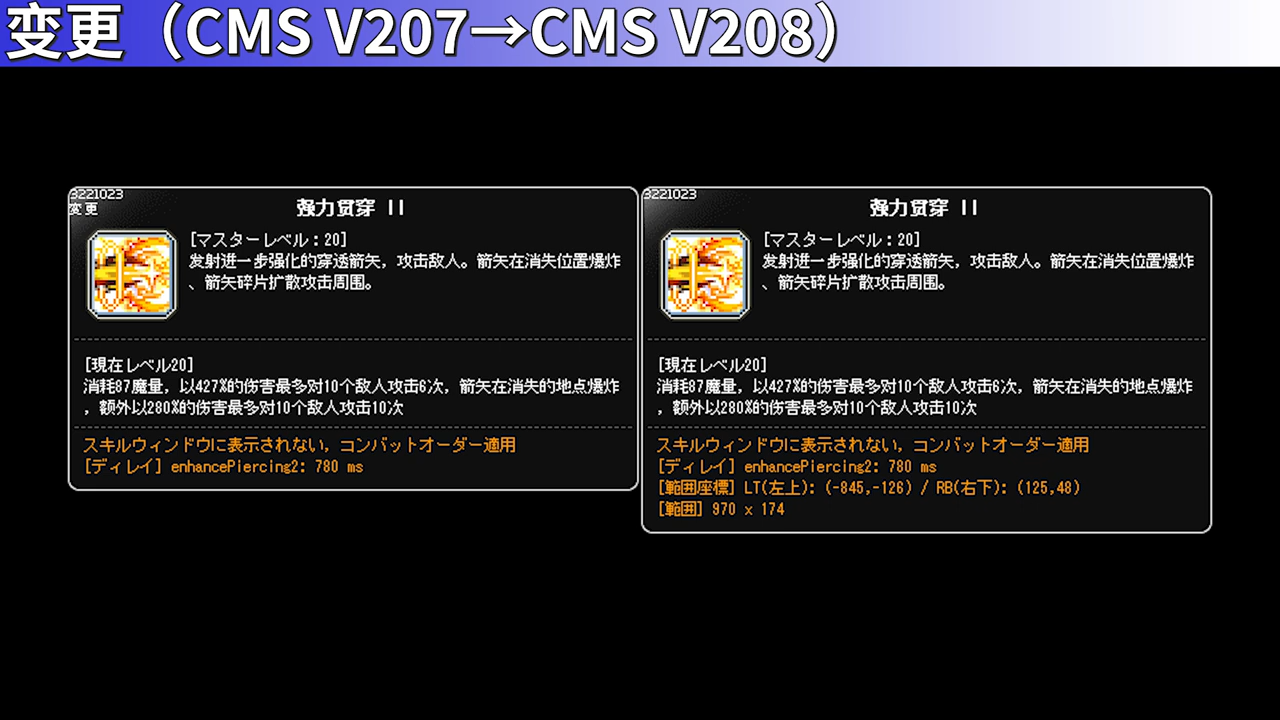 变更（CMS V207→CMS V208）
3221023
変更
强力贯穿 II
[マスターレベル：20]
发射进一步强化的穿透箭矢，攻击敌人。箭矢在消失位置爆炸
、箭矢碎片扩散攻击周围。
[現在レベル20]
消耗87魔量，以427%的伤害最多对10个敌人攻击6次，箭矢在消失的地点爆炸
，额外以280%的伤害最多对10个敌人攻击10次
スキルウィンドウに表示されない，コンバットオーダー適用
[ディレイ] enhancePiercing2: 780 ms
3221023
强力贯穿 II
[マスターレベル：20]
发射进一步强化的穿透箭矢，攻击敌人。箭矢在消失位置爆炸
、箭矢碎片扩散攻击周围。
[現在レベル20]
消耗87魔量，以427%的伤害最多对10个敌人攻击6次，箭矢在消失的地点爆炸
，额外以280%的伤害最多对10个敌人攻击10次
スキルウィンドウに表示されない，コンバットオーダー適用
[ディレイ] enhancePiercing2: 780 ms
[範囲座標] LT(左上): (-845,-126) / RB(右下): (125,48)
[範囲] 970 x 174